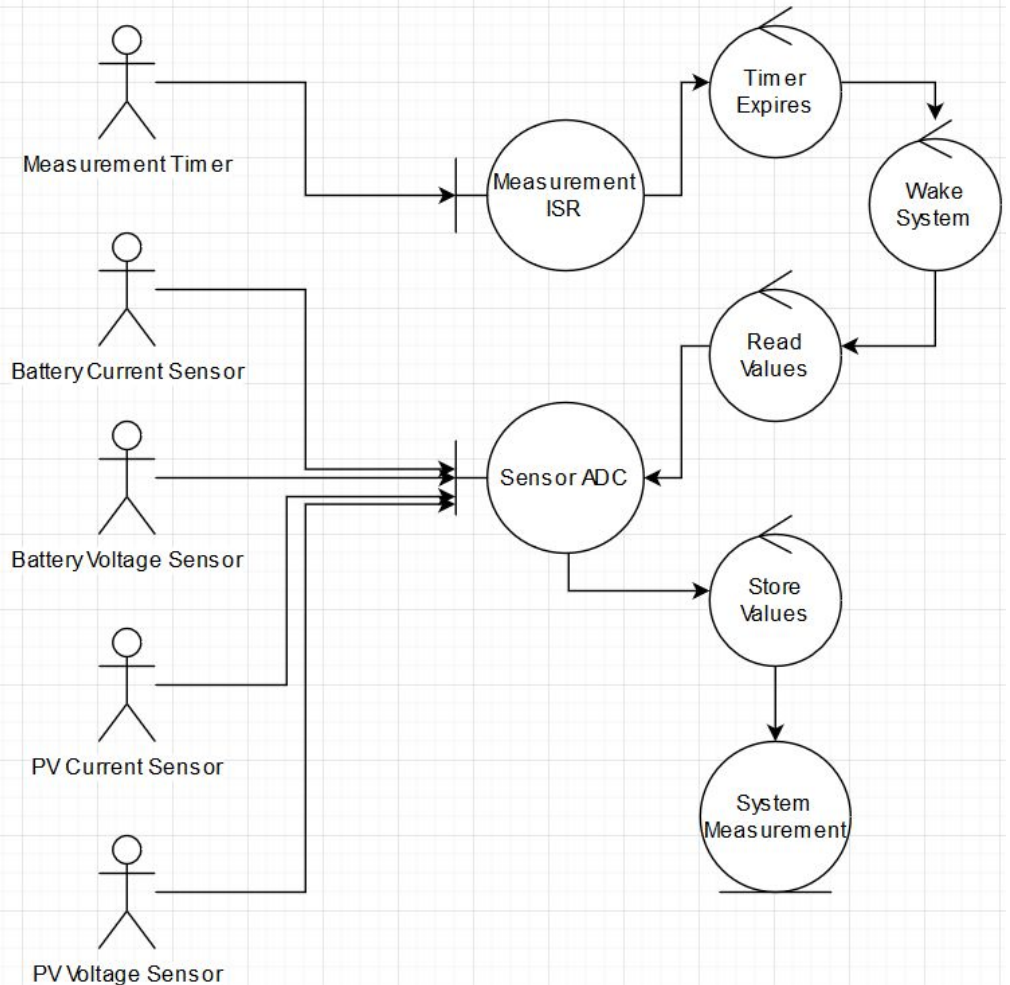 Measurement Timer
Measurement
ISR
Timer
Expires
Wake
System
Battery Current Sensor
Read
Values
Battery Voltage Sensor
Sensor ADC
Store
Values
PV Current Sensor
System
Measurement
PV Voltage Sensor